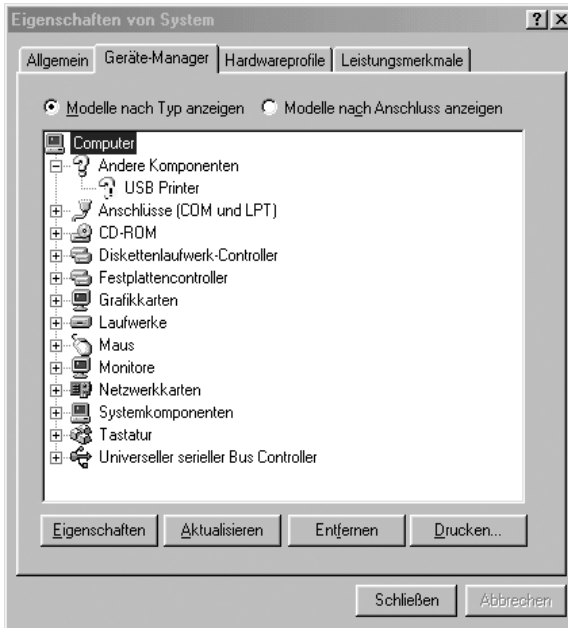 Eigenschaften von System
Allgemein Geräte-Manager Hardwareprofile Leistungsmerkmale
Modelle nach Typ anzeigen Modelle nach Anschluss anzeigen
Computer
Andere Komponenten
USB Printer
Anschlüsse (COM und LPT)
CD-ROM
Diskettenlaufwerk-Controller
Festplattencontroller
Grafikkarten
Laufwerke
Maus
Monitore
Netzwerkkarten
Systemkomponenten
Tastatur
Universeller serieller Bus Controller
Eigenschaften Aktualisieren Entfernen Drucken...
Schließen Abbrechen